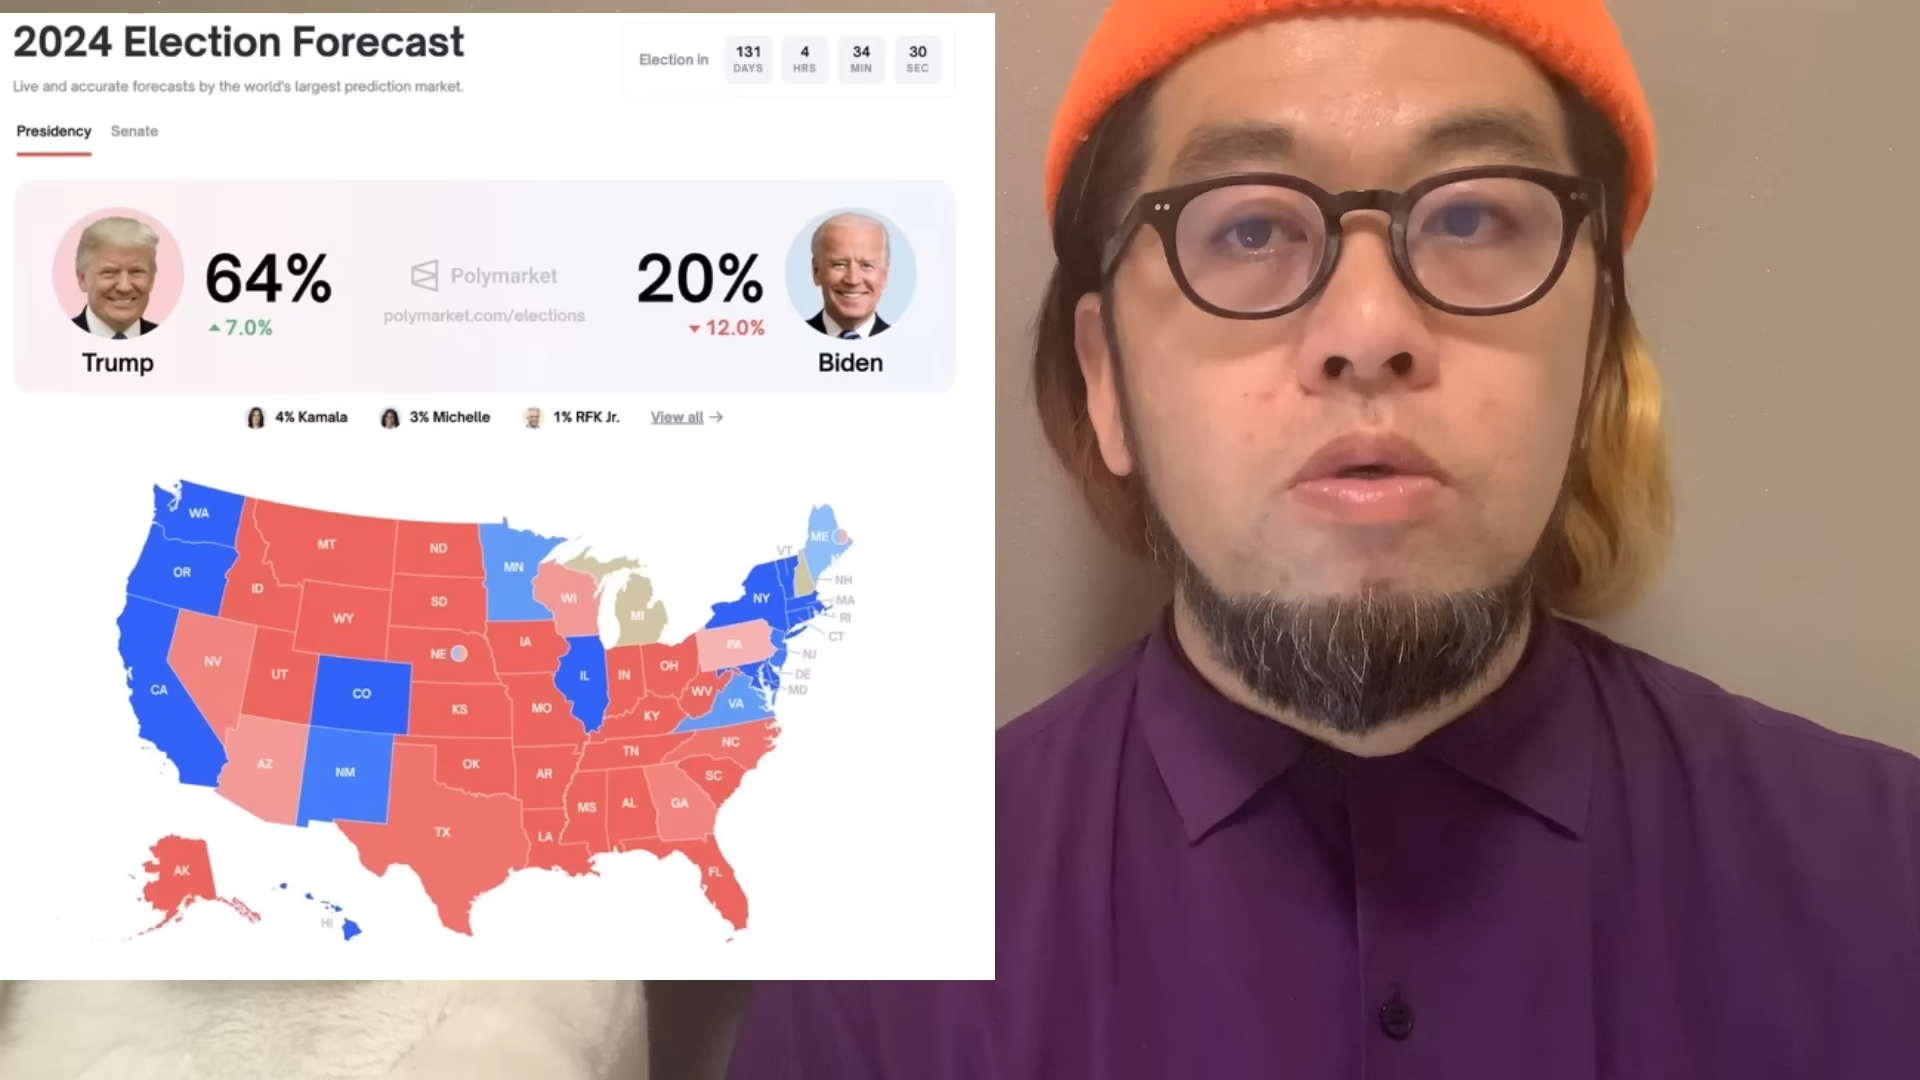 2024 Election Forecast
Live and accurate forecasts by the world's largest prediction market.
Election in
131 DAYS
4 HRS
34 MIN
30 SEC
Presidency
Senate
64%
7.0%
Trump
Polymarket
polymarket.com/elections
20%
12.0%
Biden
4% Kamala
3% Michelle
1% RFK Jr.
View all
WA
MT
ND
MN
ME
VT
OR
ID
SD
WI
NH
WY
MI
NY
MA
RI
CT
NV
UT
NE
IA
PA
NJ
CA
CO
KS
MO
IL
IN
OH
WV
VA
DE
MD
KY
AZ
NM
OK
AR
TN
NC
SC
TX
LA
MS
AL
GA
AK
HI
FL